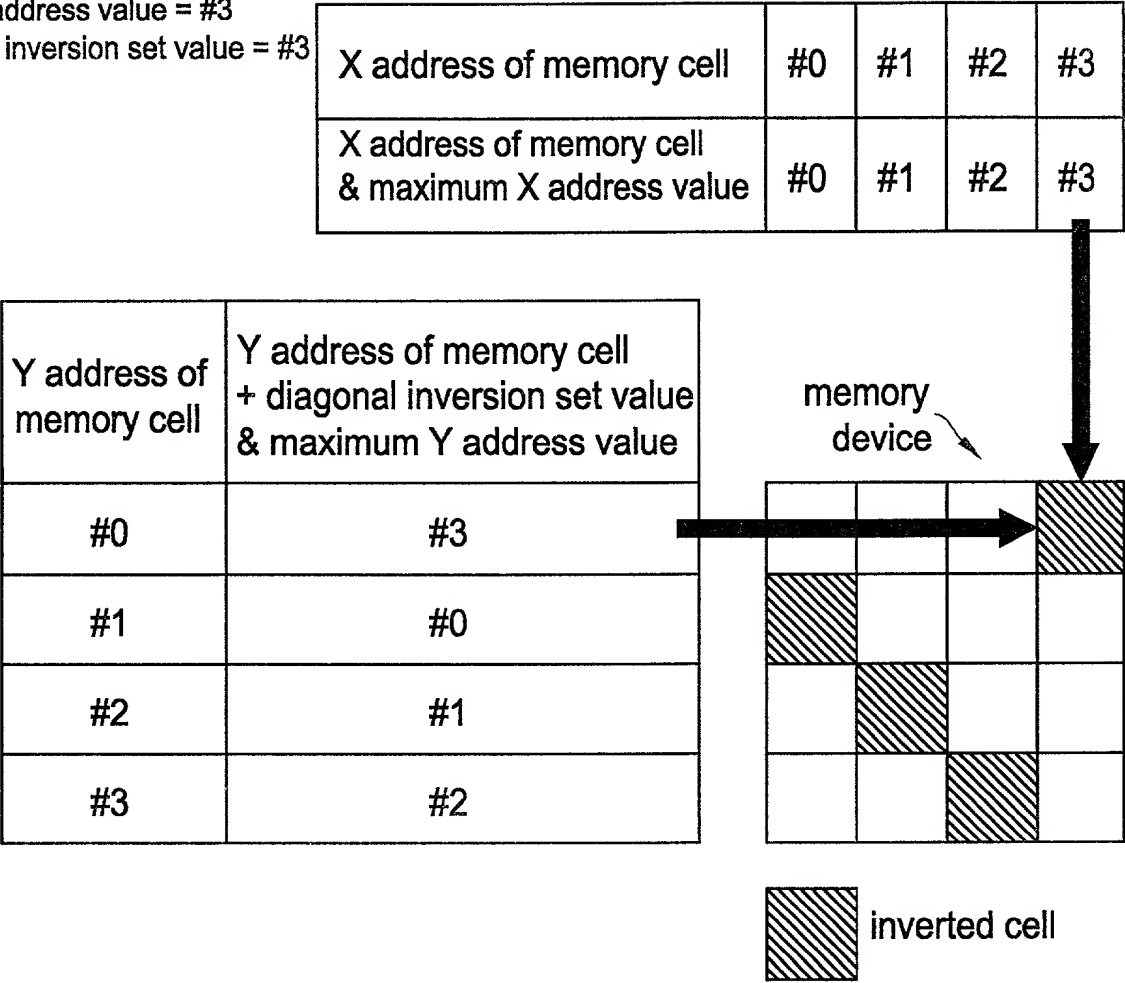 address value = #3
inversion set value = #3
X address of memory cell #0 #1 #2 #3
X address of memory cell
& maximum X address value #0 #1 #2 #3
Y address of
memory cell
Y address of memory cell
+ diagonal inversion set value
& maximum Y address value
memory
device
#0 #3
#1 #0
#2 #1
#3 #2
inverted cell